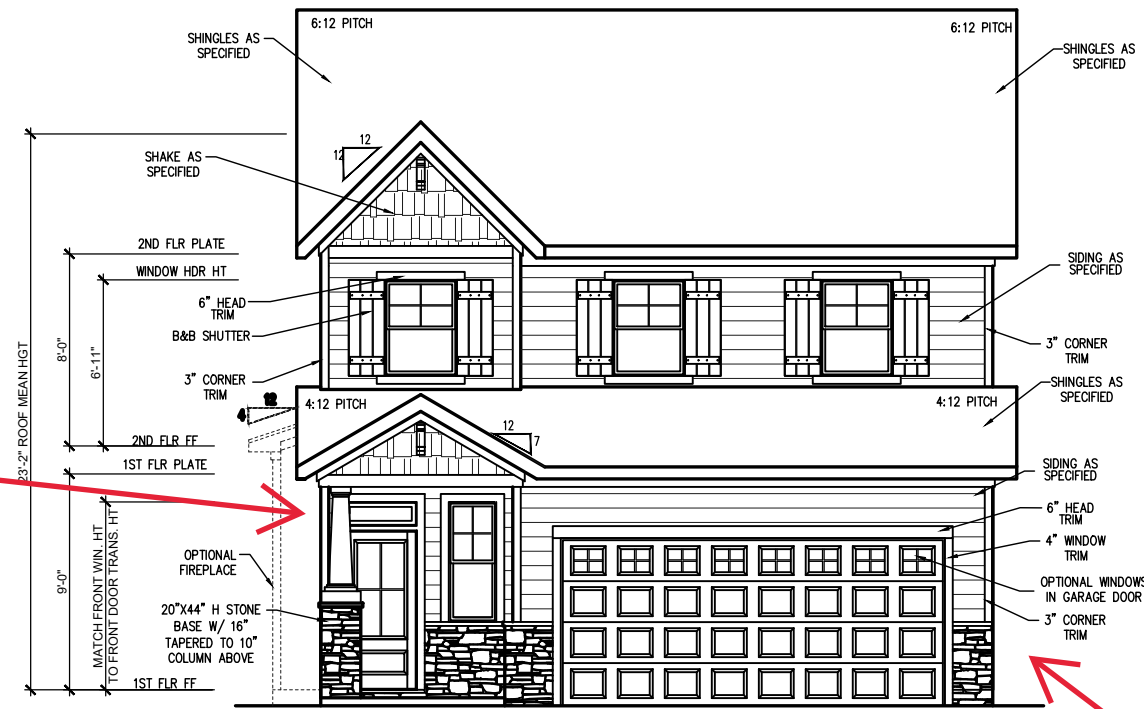 6:12 PITCH
6:12 PITCH
SHINGLES AS
SPECIFIED
SHINGLES AS
SPECIFIED
12
12
SHAKE AS
SPECIFIED
2ND FLR PLATE
WINDOW HDR HT
SIDING AS
SPECIFIED
6" HEAD
TRIM
B&B SHUTTER
3" CORNER
TRIM
3" CORNER
TRIM
23'-2" ROOF MEAN HGT
8'-0"
6'-11"
SHINGLES AS
SPECIFIED
12
4
4:12 PITCH
4:12 PITCH
12
7
2ND FLR FF
1ST FLR PLATE
SIDING AS
SPECIFIED
6" HEAD
TRIM
4" WINDOW
TRIM
OPTIONAL WINDOWS
IN GARAGE DOOR
3" CORNER
TRIM
9'-0"
MATCH FRONT WIN. HT
TO FRONT DOOR TRANS. HT
OPTIONAL
FIREPLACE
20"X44" H STONE
BASE W/ 16"
TAPERED TO 10"
COLUMN ABOVE
1ST FLR FF